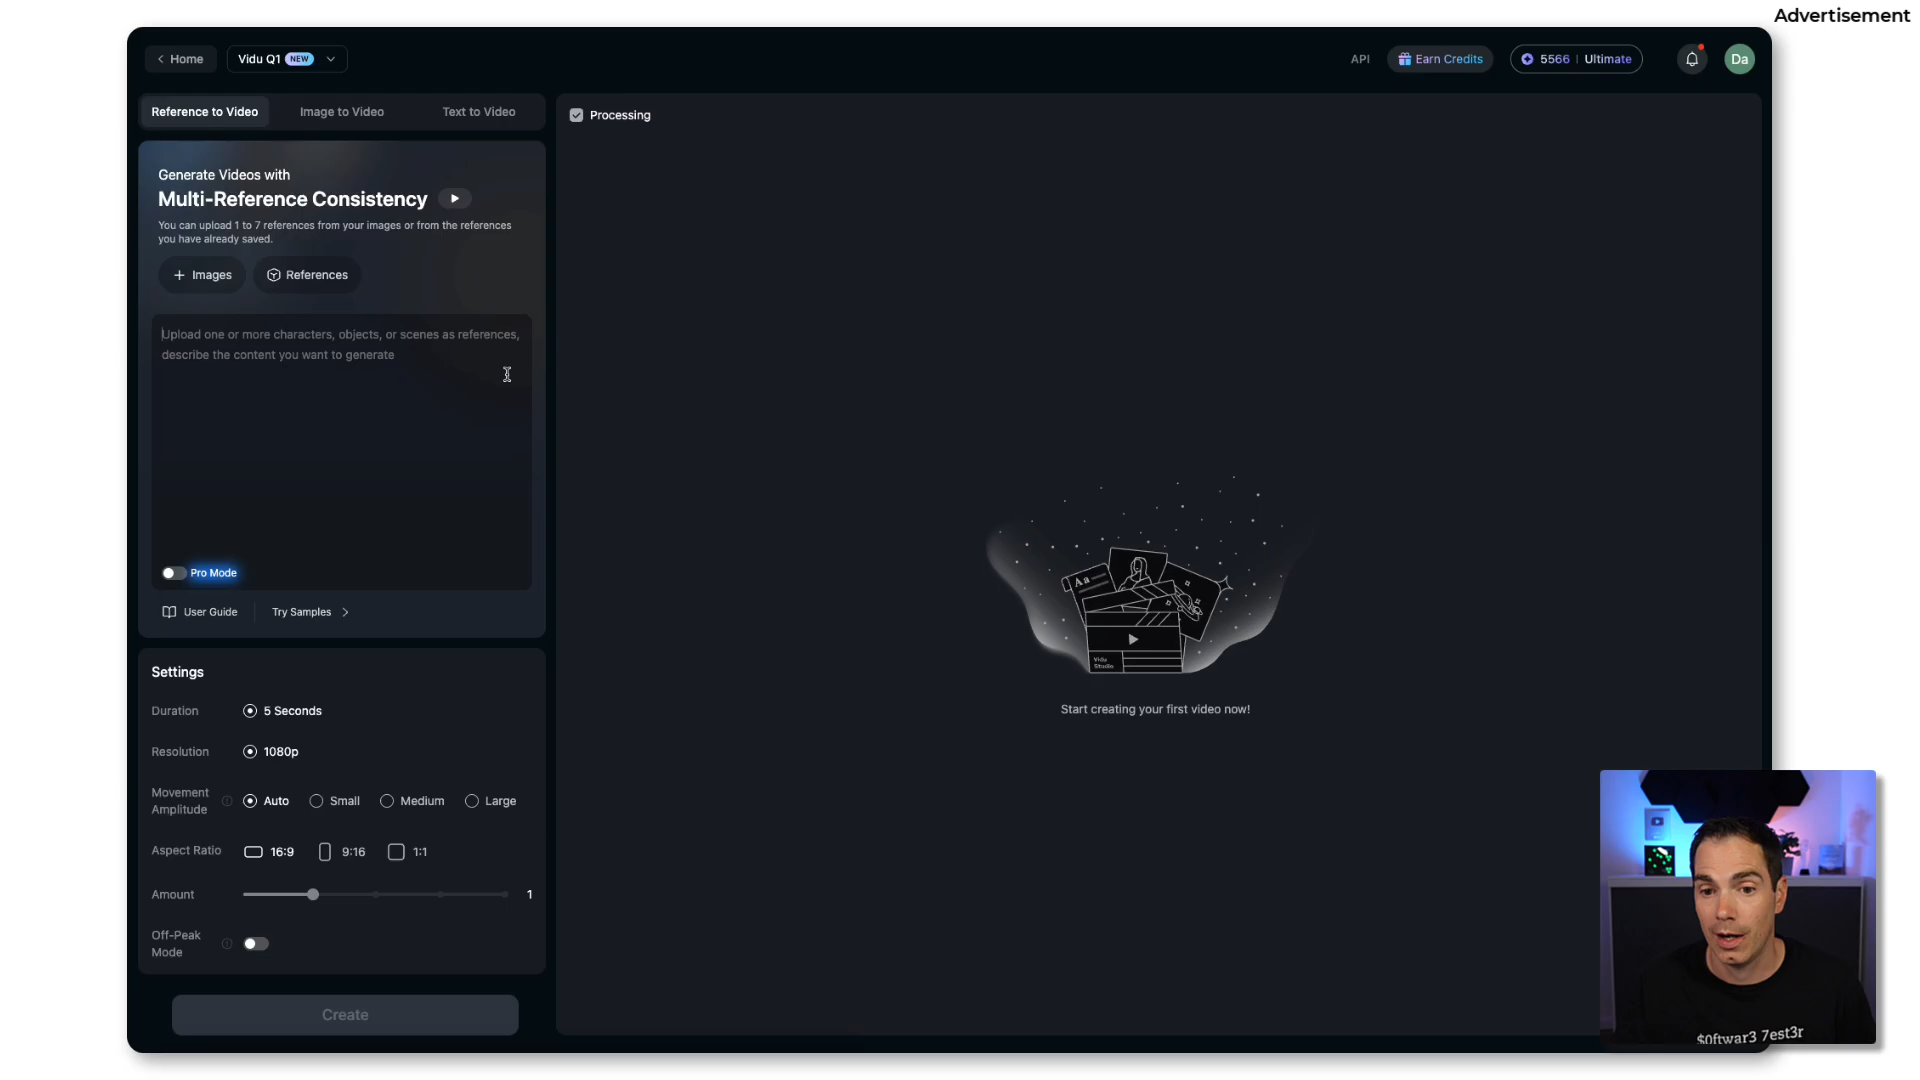 Advertisement
Home
Vidu Q1 NEW
API
Earn Credits
5566 | Ultimate
Da
Reference to Video
Image to Video
Text to Video
Processing
Generate Videos with
Multi-Reference Consistency
You can upload 1 to 7 references from your images or from the references
you have already saved.
+ Images
References
Upload one or more characters, objects, or scenes as references,
describe the content you want to generate
Pro Mode
User Guide
Try Samples
Aa
Vidu
Studio
Start creating your first video now!
Settings
Duration
5 Seconds
Resolution
1080p
Movement
Amplitude
Auto
Small
Medium
Large
Aspect Ratio
16:9
9:16
1:1
Amount
1
Off-Peak
Mode
Create
$0ftwar3 7est3r